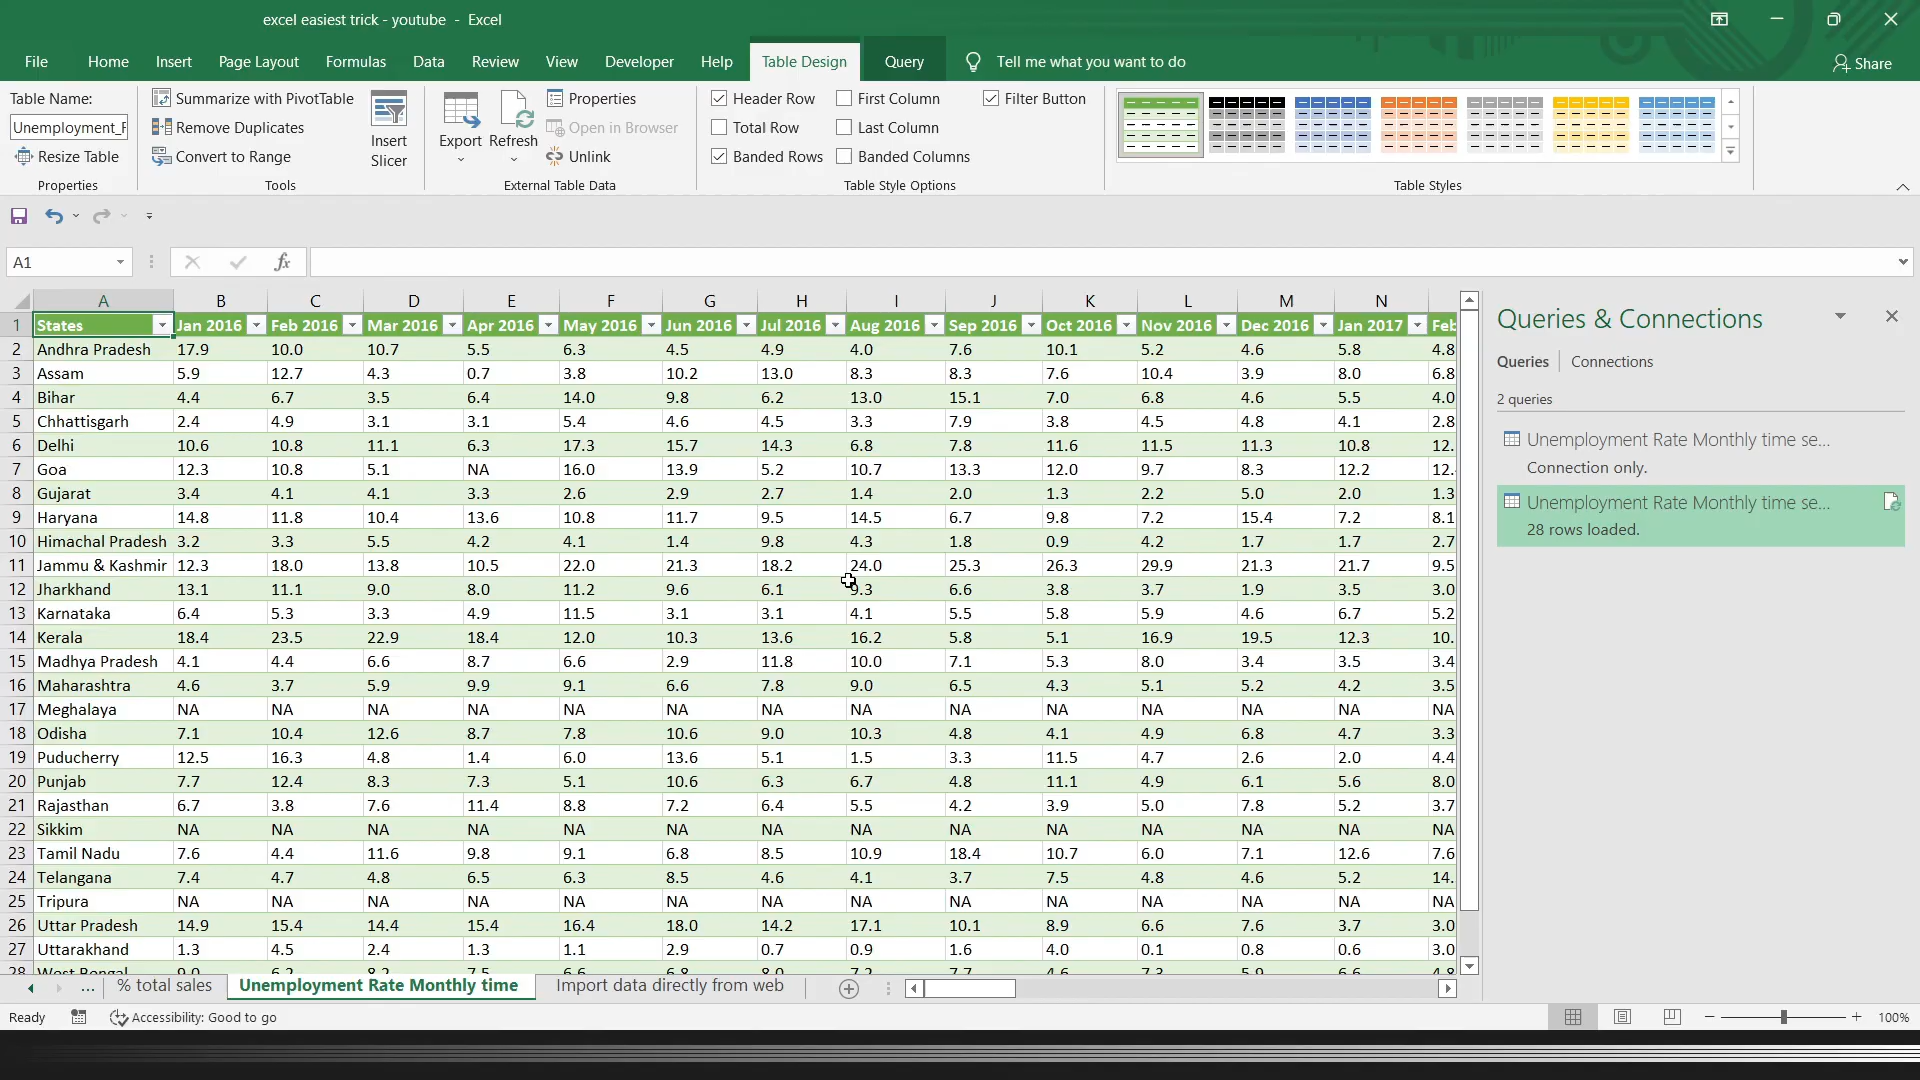 excel easiest trick - youtube - Excel
File Home Insert Page Layout Formulas Data Review View Developer Help Table Design Query Tell me what you want to do Share
Table Name:
Unemployment_F
Resize Table
Properties
Summarize with PivotTable
Remove Duplicates
Convert to Range
Tools
Insert
Slicer
Export
Refresh
Properties
Open in Browser
Unlink
External Table Data
Header Row First Column Filter Button
Total Row Last Column
Banded Rows Banded Columns
Table Style Options
Table Styles
A1
fx
A B C D E F G H I J K L M N
1 States Jan 2016 Feb 2016 Mar 2016 Apr 2016 May 2016 Jun 2016 Jul 2016 Aug 2016 Sep 2016 Oct 2016 Nov 2016 Dec 2016 Jan 2017 Feb
2 Andhra Pradesh 17.9 10.0 10.7 5.5 6.3 4.5 4.9 4.0 7.6 10.1 5.2 4.6 5.8 4.8
3 Assam 5.9 12.7 4.3 0.7 3.8 10.2 13.0 8.3 8.3 7.6 10.4 3.9 8.0 6.8
4 Bihar 4.4 6.7 3.5 6.4 14.0 9.8 6.2 13.0 15.1 7.0 6.8 4.6 5.5 4.0
5 Chhattisgarh 2.4 4.9 3.1 3.1 5.4 4.6 4.5 3.3 7.9 3.8 4.5 4.8 4.1 2.8
6 Delhi 10.6 10.8 11.1 6.3 17.3 15.7 14.3 6.8 7.8 11.6 11.5 11.3 10.8 12.
7 Goa 12.3 10.8 5.1 NA 16.0 13.9 5.2 10.7 13.3 12.0 9.7 8.3 12.2 12.
8 Gujarat 3.4 4.1 4.1 3.3 2.6 2.9 2.7 1.4 2.0 1.3 2.2 5.0 2.0 1.3
9 Haryana 14.8 11.8 10.4 13.6 10.8 11.7 9.5 14.5 6.7 9.8 7.2 15.4 7.2 8.1
10 Himachal Pradesh 3.2 3.3 5.5 4.2 4.1 1.4 9.8 4.3 1.8 0.9 4.2 1.7 1.7 2.7
11 Jammu & Kashmir 12.3 18.0 13.8 10.5 22.0 21.3 18.2 24.0 25.3 26.3 29.9 21.3 21.7 9.5
12 Jharkhand 13.1 11.1 9.0 8.0 11.2 9.6 6.1 9.3 6.6 3.8 3.7 1.9 3.5 3.0
13 Karnataka 6.4 5.3 3.3 4.9 11.5 3.1 3.1 4.1 5.5 5.8 5.9 4.6 6.7 5.2
14 Kerala 18.4 23.5 22.9 18.4 12.0 10.3 13.6 16.2 5.8 5.1 16.9 19.5 12.3 10.
15 Madhya Pradesh 4.1 4.4 6.6 8.7 6.6 2.9 11.8 10.0 7.1 5.3 8.0 3.4 3.5 3.4
16 Maharashtra 4.6 3.7 5.9 9.9 9.1 6.6 7.8 9.0 6.5 4.3 5.1 5.2 4.2 3.5
17 Meghalaya NA NA NA NA NA NA NA NA NA NA NA NA NA NA
18 Odisha 7.1 10.4 12.6 8.7 7.8 10.6 9.0 10.3 4.8 4.1 4.9 6.8 4.7 3.3
19 Puducherry 12.5 16.3 4.8 1.4 6.0 13.6 5.1 1.5 3.3 11.5 4.7 2.6 2.0 4.4
20 Punjab 7.7 12.4 8.3 7.3 5.1 10.6 6.3 6.7 4.8 11.1 4.9 6.1 5.6 8.0
21 Rajasthan 6.7 3.8 7.6 11.4 8.8 7.2 6.4 5.5 4.2 3.9 5.0 7.8 5.2 3.7
22 Sikkim NA NA NA NA NA NA NA NA NA NA NA NA NA NA
23 Tamil Nadu 7.6 4.4 11.6 9.8 9.1 6.8 8.5 10.9 18.4 10.7 6.0 7.1 12.6 7.6
24 Telangana 7.4 4.7 4.8 6.5 6.3 8.5 4.6 4.1 3.7 7.5 4.8 4.6 5.2 14.
25 Tripura NA NA NA NA NA NA NA NA NA NA NA NA NA NA
26 Uttar Pradesh 14.9 15.4 14.4 15.4 16.4 18.0 14.2 17.1 10.1 8.9 6.6 7.6 3.7 3.0
27 Uttarakhand 1.3 4.5 2.4 1.3 1.1 2.9 0.7 0.9 1.6 4.0 0.1 0.8 0.6 3.0
28 West Bengal 9.0 6.2 8.2 7.5 6.6 6.8 8.0 7.2 7.7 4.6 7.3 5.9 6.6 4.8
Queries & Connections
Queries Connections
2 queries
Unemployment Rate Monthly time se...
Connection only.
Unemployment Rate Monthly time se...
28 rows loaded.
... % total sales Unemployment Rate Monthly time Import data directly from web
Ready Accessibility: Good to go 100%